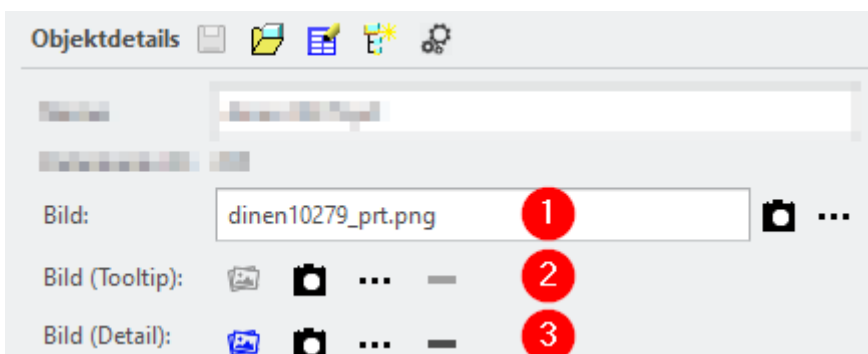 Objektdetails
Bild: dinen10279_prt.png 1
Bild (Tooltip): 2
Bild (Detail): 3